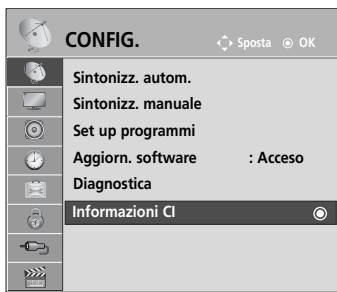 CONFIG. Sposta OK
Sintonizz. autom.
Sintonizz. manuale
Set up programmi
Aggiorn. software : Acceso
Diagnostica
Informazioni CI